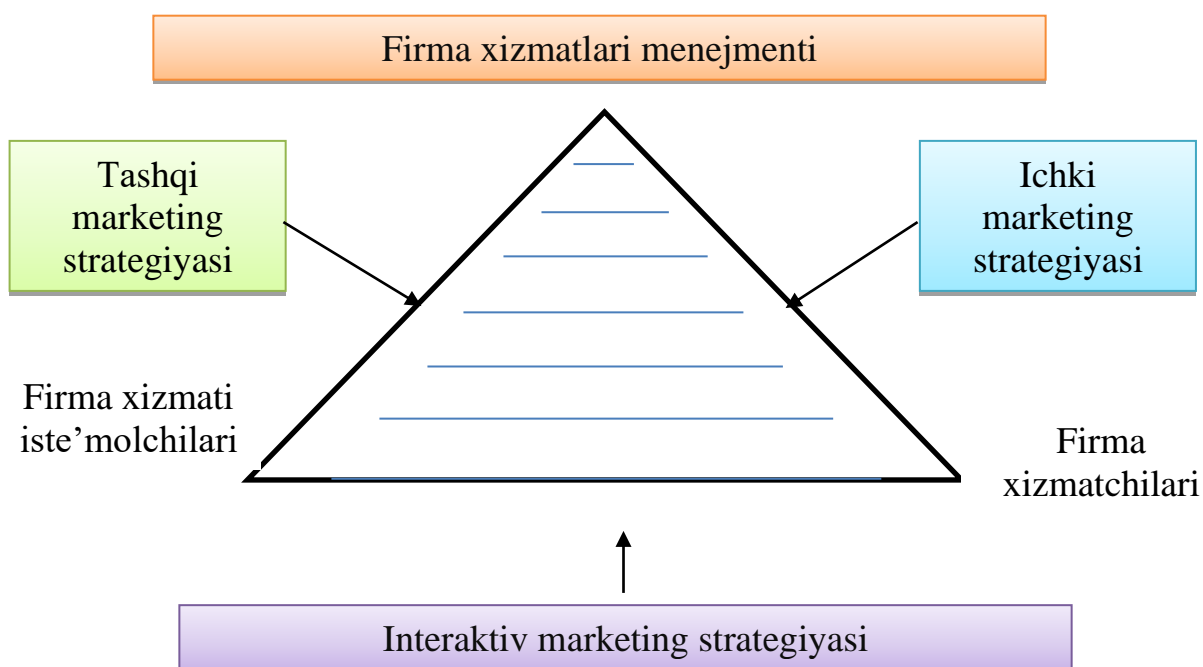 Firma xizmatlari menejmenti
Tashqi
marketing
strategiyasi
Ichki
marketing
strategiyasi
Firma xizmati
iste’molchilari
Firma
xizmatchilari
Interaktiv marketing strategiyasi